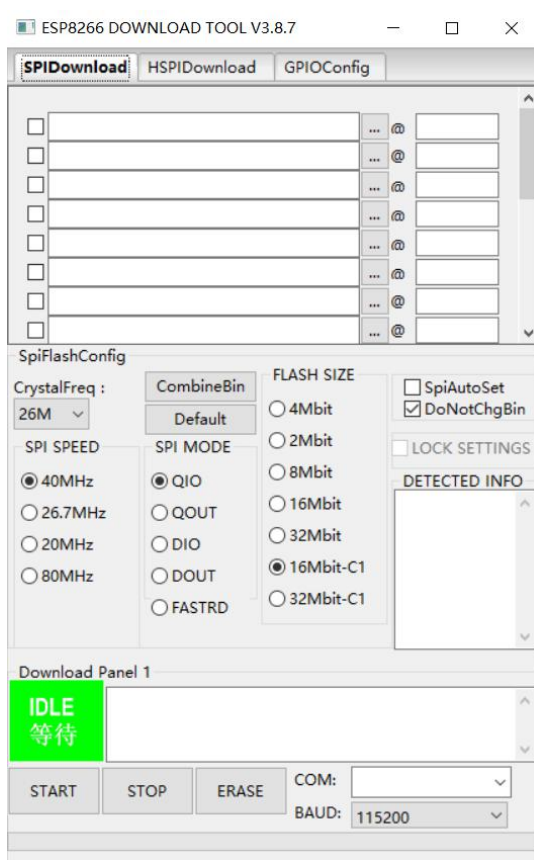 ESP8266 DOWNLOAD TOOL V3.8.7
SPIDownload HSPIDownload GPIOConfig
... @
... @
... @
... @
... @
... @
... @
... @
SpiFlashConfig
CrystalFreq :
26M
CombineBin
Default
SPI SPEED
40MHz
26.7MHz
20MHz
80MHz
SPI MODE
QIO
QOUT
DIO
DOUT
FASTRD
FLASH SIZE
4Mbit
2Mbit
8Mbit
16Mbit
32Mbit
16Mbit-C1
32Mbit-C1
SpiAutoSet
DoNotChgBin
LOCK SETTINGS
DETECTED INFO
Download Panel 1
IDLE
等待
START STOP ERASE
COM:
BAUD: 115200